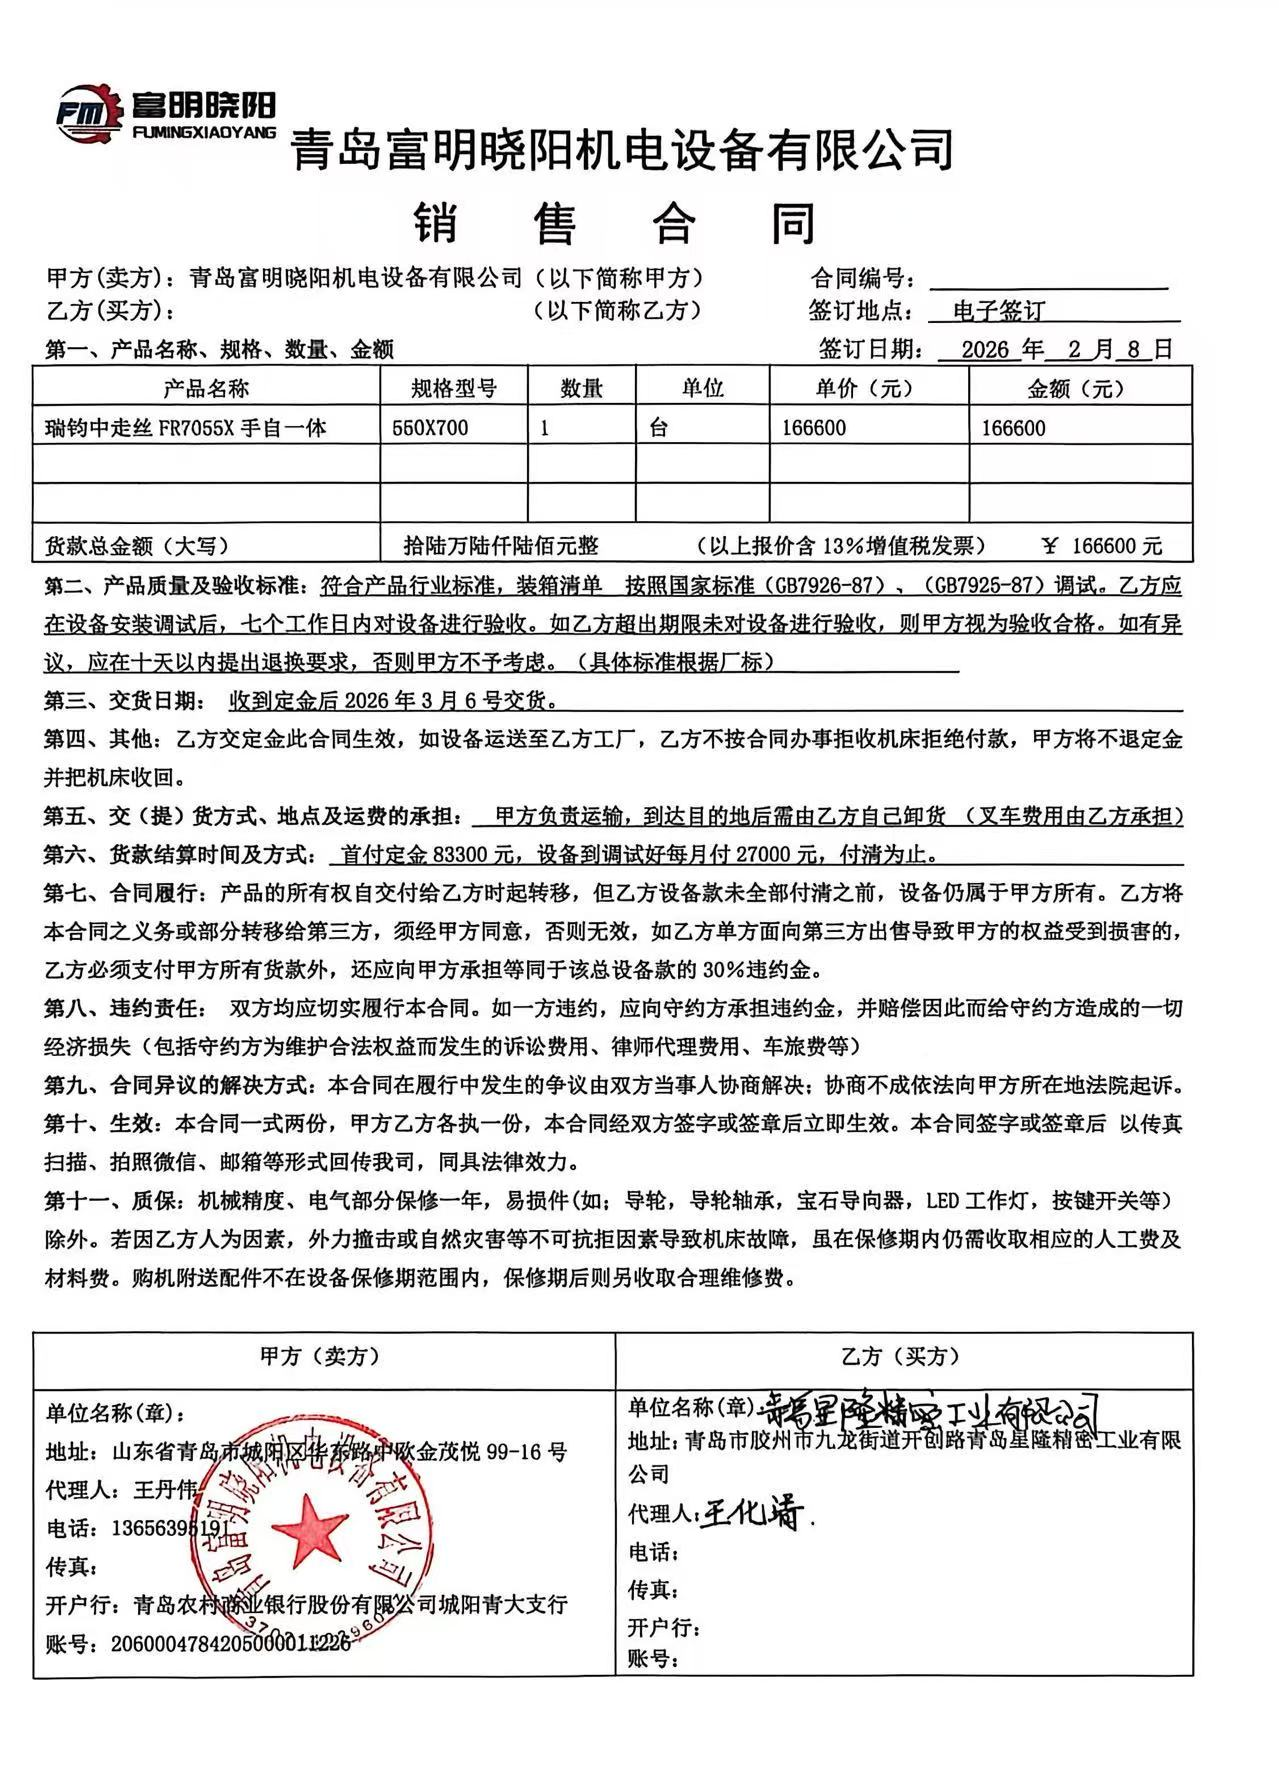 富明晓阳
FUMINGXIAOYANG
青岛富明晓阳机电设备有限公司
销 售 合 同
甲方(卖方)：青岛富明晓阳机电设备有限公司（以下简称甲方） 合同编号：
乙方(买方)： （以下简称乙方） 签订地点： 电子签订
第一、产品名称、规格、数量、金额 签订日期： 2026 年 2 月 8 日
产品名称 规格型号 数量 单位 单价（元） 金额（元）
瑞钧中走丝 FR7055X 手自一体 550X700 1 台 166600 166600
货款总金额（大写） 拾陆万陆仟陆佰元整 （以上报价含 13%增值税发票） ￥ 166600 元
第二、产品质量及验收标准：符合产品行业标准，装箱清单 按照国家标准（GB7926-87）、（GB7925-87）调试。乙方应
在设备安装调试后，七个工作日内对设备进行验收。如乙方超出期限未对设备进行验收，则甲方视为验收合格。如有异
议，应在十天以内提出退换要求，否则甲方不予考虑。（具体标准根据厂标）
第三、交货日期： 收到定金后 2026 年 3 月 6 号交货。
第四、其他：乙方交定金此合同生效，如设备运送至乙方工厂，乙方不按合同办事拒收机床拒绝付款，甲方将不退定金
并把机床收回。
第五、交（提）货方式、地点及运费的承担： 甲方负责运输，到达目的地后需由乙方自己卸货 （叉车费用由乙方承担）
第六、货款结算时间及方式： 首付定金 83300 元，设备到调试好每月付 27000 元，付清为止。
第七、合同履行：产品的所有权自交付给乙方时起转移，但乙方设备款未全部付清之前，设备仍属于甲方所有。乙方将
本合同之义务或部分转移给第三方，须经甲方同意，否则无效，如乙方单方面向第三方出售导致甲方的权益受到损害的，
乙方必须支付甲方所有货款外，还应向甲方承担等同于该总设备款的 30%违约金。
第八、违约责任： 双方均应切实履行本合同。如一方违约，应向守约方承担违约金，并赔偿因此而给守约方造成的一切
经济损失（包括守约方为维护合法权益而发生的诉讼费用、律师代理费用、车旅费等）
第九、合同异议的解决方式：本合同在履行中发生的争议由双方当事人协商解决；协商不成依法向甲方所在地法院起诉。
第十、生效：本合同一式两份，甲方乙方各执一份，本合同经双方签字或签章后立即生效。本合同签字或签章后 以传真
扫描、拍照微信、邮箱等形式回传我司，同具法律效力。
第十一、质保：机械精度、电气部分保修一年，易损件(如；导轮，导轮轴承，宝石导向器，LED 工作灯，按键开关等）
除外。若因乙方人为因素，外力撞击或自然灾害等不可抗拒因素导致机床故障，虽在保修期内仍需收取相应的人工费及
材料费。购机附送配件不在设备保修期范围内，保修期后则另收取合理维修费。
甲方（卖方）
单位名称(章)：
地址：山东省青岛市城阳区华东路中欧金茂悦 99-16 号
代理人：王丹伟
电话：13656395191
传真：
开户行：青岛农村商业银行股份有限公司城阳青大支行
账号：2060004784205000011226
青岛富明晓阳机电设备有限公司
乙方（买方）
单位名称(章) 青岛星隆精密工业有限公司
地址：青岛市胶州市九龙街道开创路青岛星隆精密工业有限
公司
代理人：王化靖
电话：
传真：
开户行：
账号：